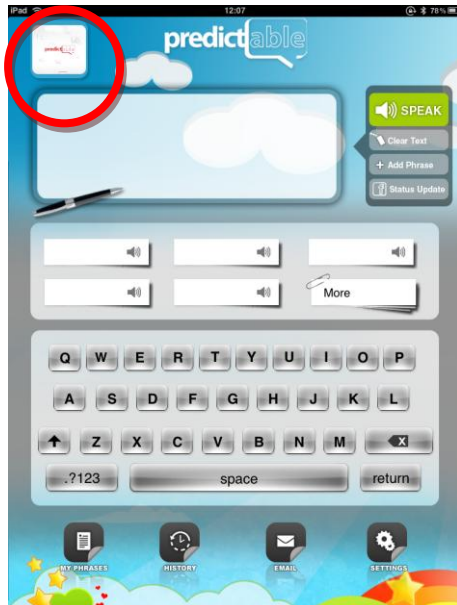 iPad 12:07 78%
predictable
predictable
SPEAK
Clear Text
+ Add Phrase
Status Update
More
Q W E R T Y U I O P
A S D F G H J K L
Z X C V B N M
.?123 space return
MY PHRASES HISTORY EMAIL SETTINGS